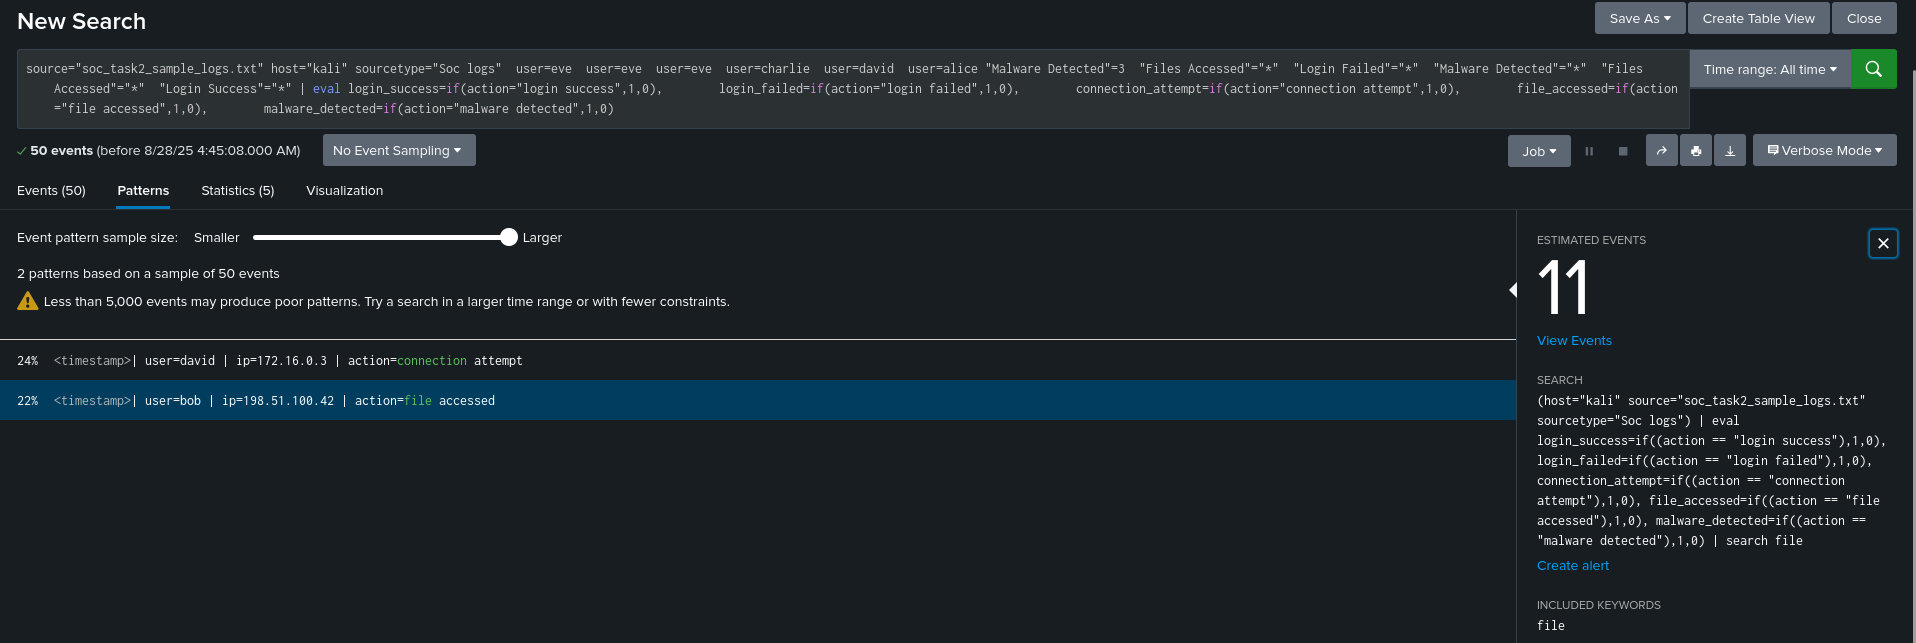 New Search
Save As
Create Table View
Close
source="soc_task2_sample_logs.txt" host="kali" sourcetype="Soc logs"  user=eve  user=eve  user=eve  user=charlie  user=david  user=alice "Malware Detected"=3  "Files Accessed"="*"  "Login Failed"="*"  "Malware Detected"="*"  "Files
Accessed"="*"  "Login Success"="*" | eval login_success=if(action="login success",1,0),        login_failed=if(action="login failed",1,0),        connection_attempt=if(action="connection attempt",1,0),        file_accessed=if(action
="file accessed",1,0),        malware_detected=if(action="malware detected",1,0)
Time range: All time
50 events (before 8/28/25 4:45:08.000 AM)
No Event Sampling
Job
Verbose Mode
Events (50)
Patterns
Statistics (5)
Visualization
Event pattern sample size:
Smaller
Larger
2 patterns based on a sample of 50 events
Less than 5,000 events may produce poor patterns. Try a search in a larger time range or with fewer constraints.
24% <timestamp>| user=david | ip=172.16.0.3 | action=connection attempt
22% <timestamp>| user=bob | ip=198.51.100.42 | action=file accessed
ESTIMATED EVENTS
11
View Events
SEARCH
(host="kali" source="soc_task2_sample_logs.txt"
sourcetype="Soc logs") | eval
login_success=if((action == "login success"),1,0),
login_failed=if((action == "login failed"),1,0),
connection_attempt=if((action == "connection
attempt"),1,0), file_accessed=if((action == "file
accessed"),1,0), malware_detected=if((action ==
"malware detected"),1,0) | search file
Create alert
INCLUDED KEYWORDS
file